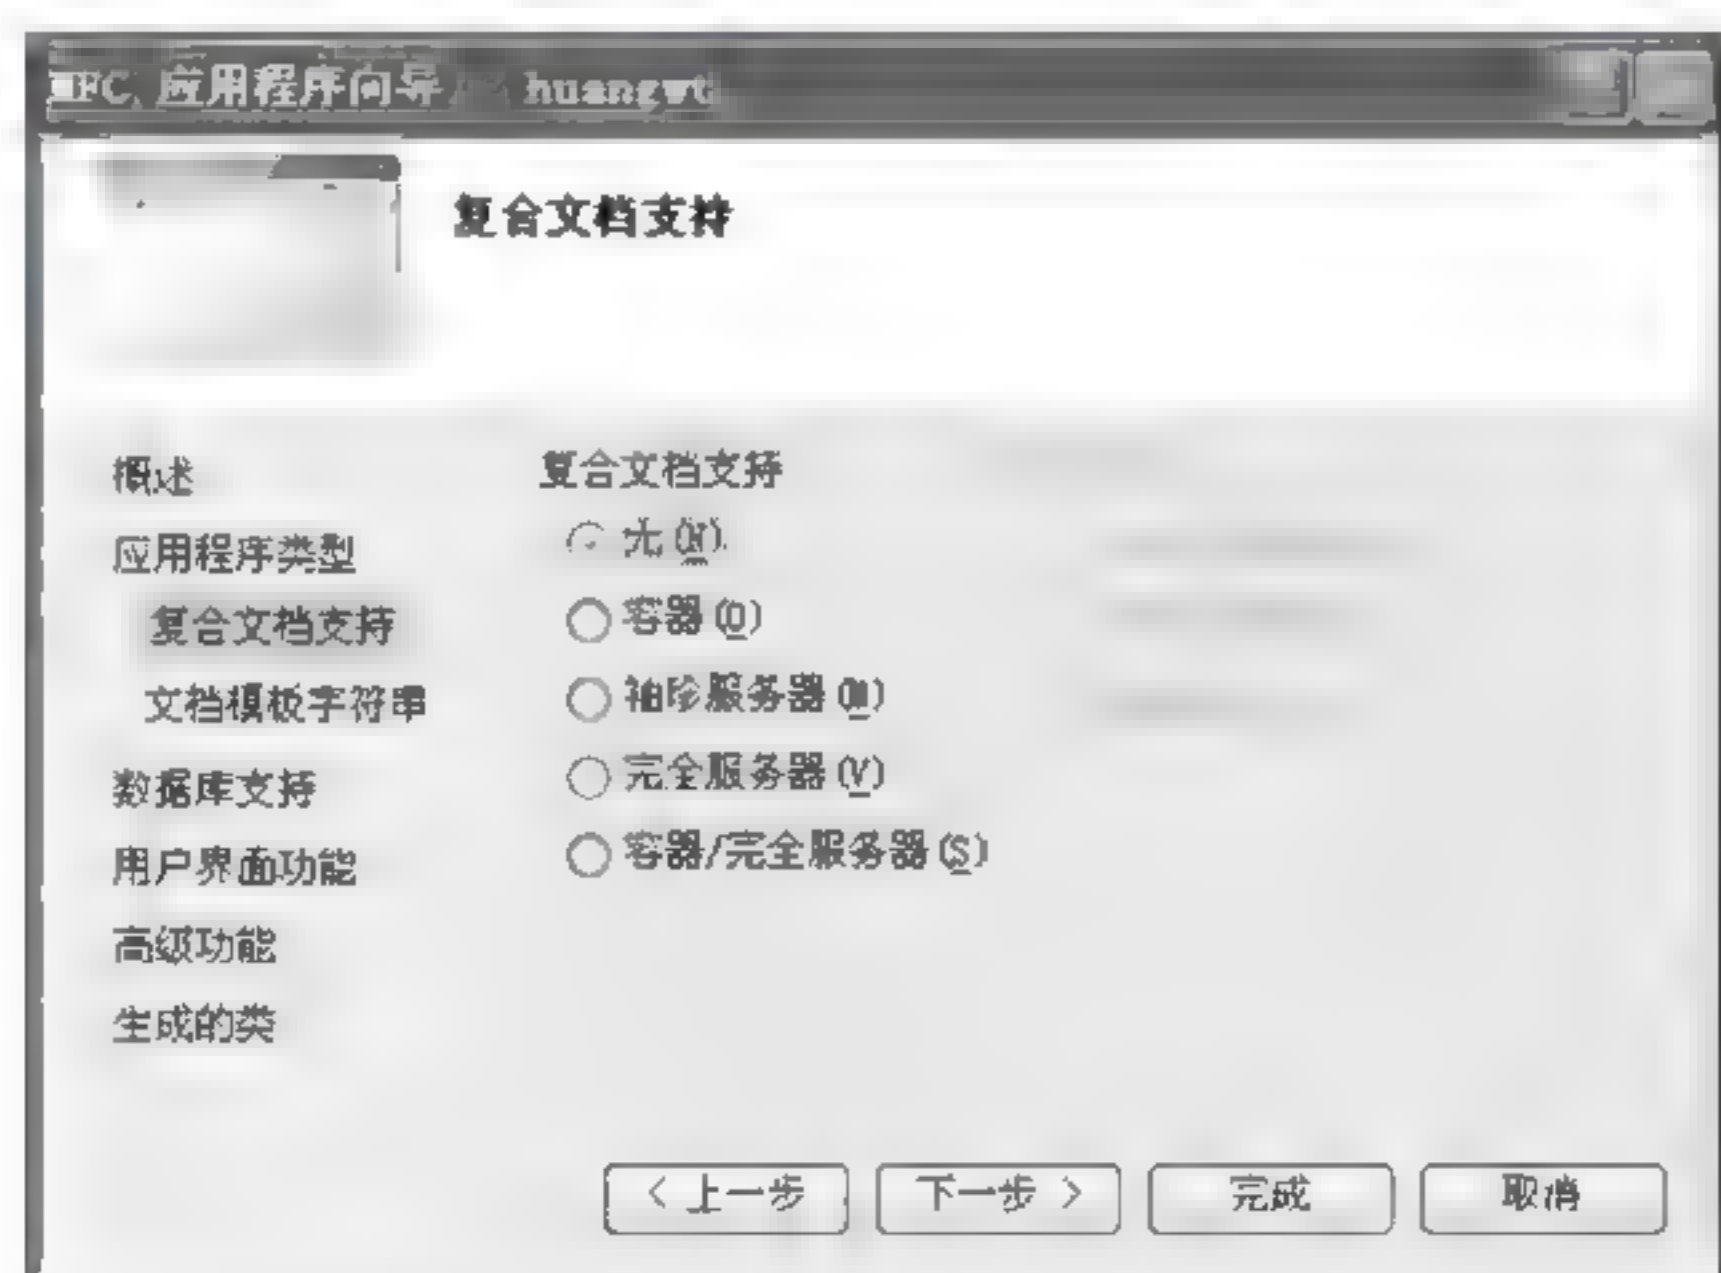 MFC 应用程序向导 - huangwt
复合文档支持
概述
应用程序类型
复合文档支持
文档模板字符串
数据库支持
用户界面功能
高级功能
生成的类
复合文档支持
无(N)
容器(O)
袖珍服务器(M)
完全服务器(V)
容器/完全服务器(S)
< 上一步
下一步 >
完成
取消